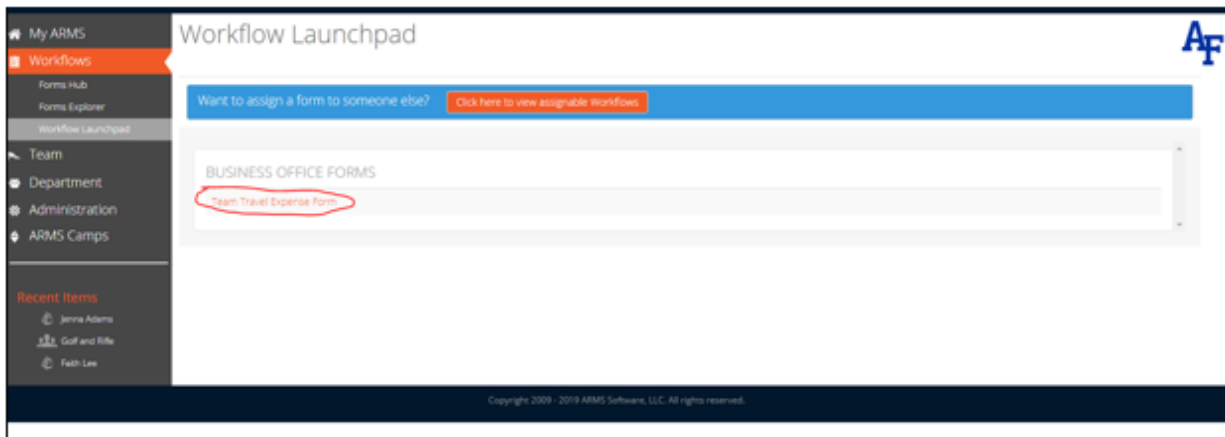 My ARMS
Workflows
Forms Hub
Forms Explorer
Workflow Launchpad
Team
Department
Administration
ARMS Camps
Recent Items
Jenna Adams
Golf and Rifle
Faith Lee
Workflow Launchpad
AF
Want to assign a form to someone else? Click here to view assignable Workflows
BUSINESS OFFICE FORMS
Team Travel Expense Form
Copyright 2009 - 2019 ARMS Software, LLC. All rights reserved.